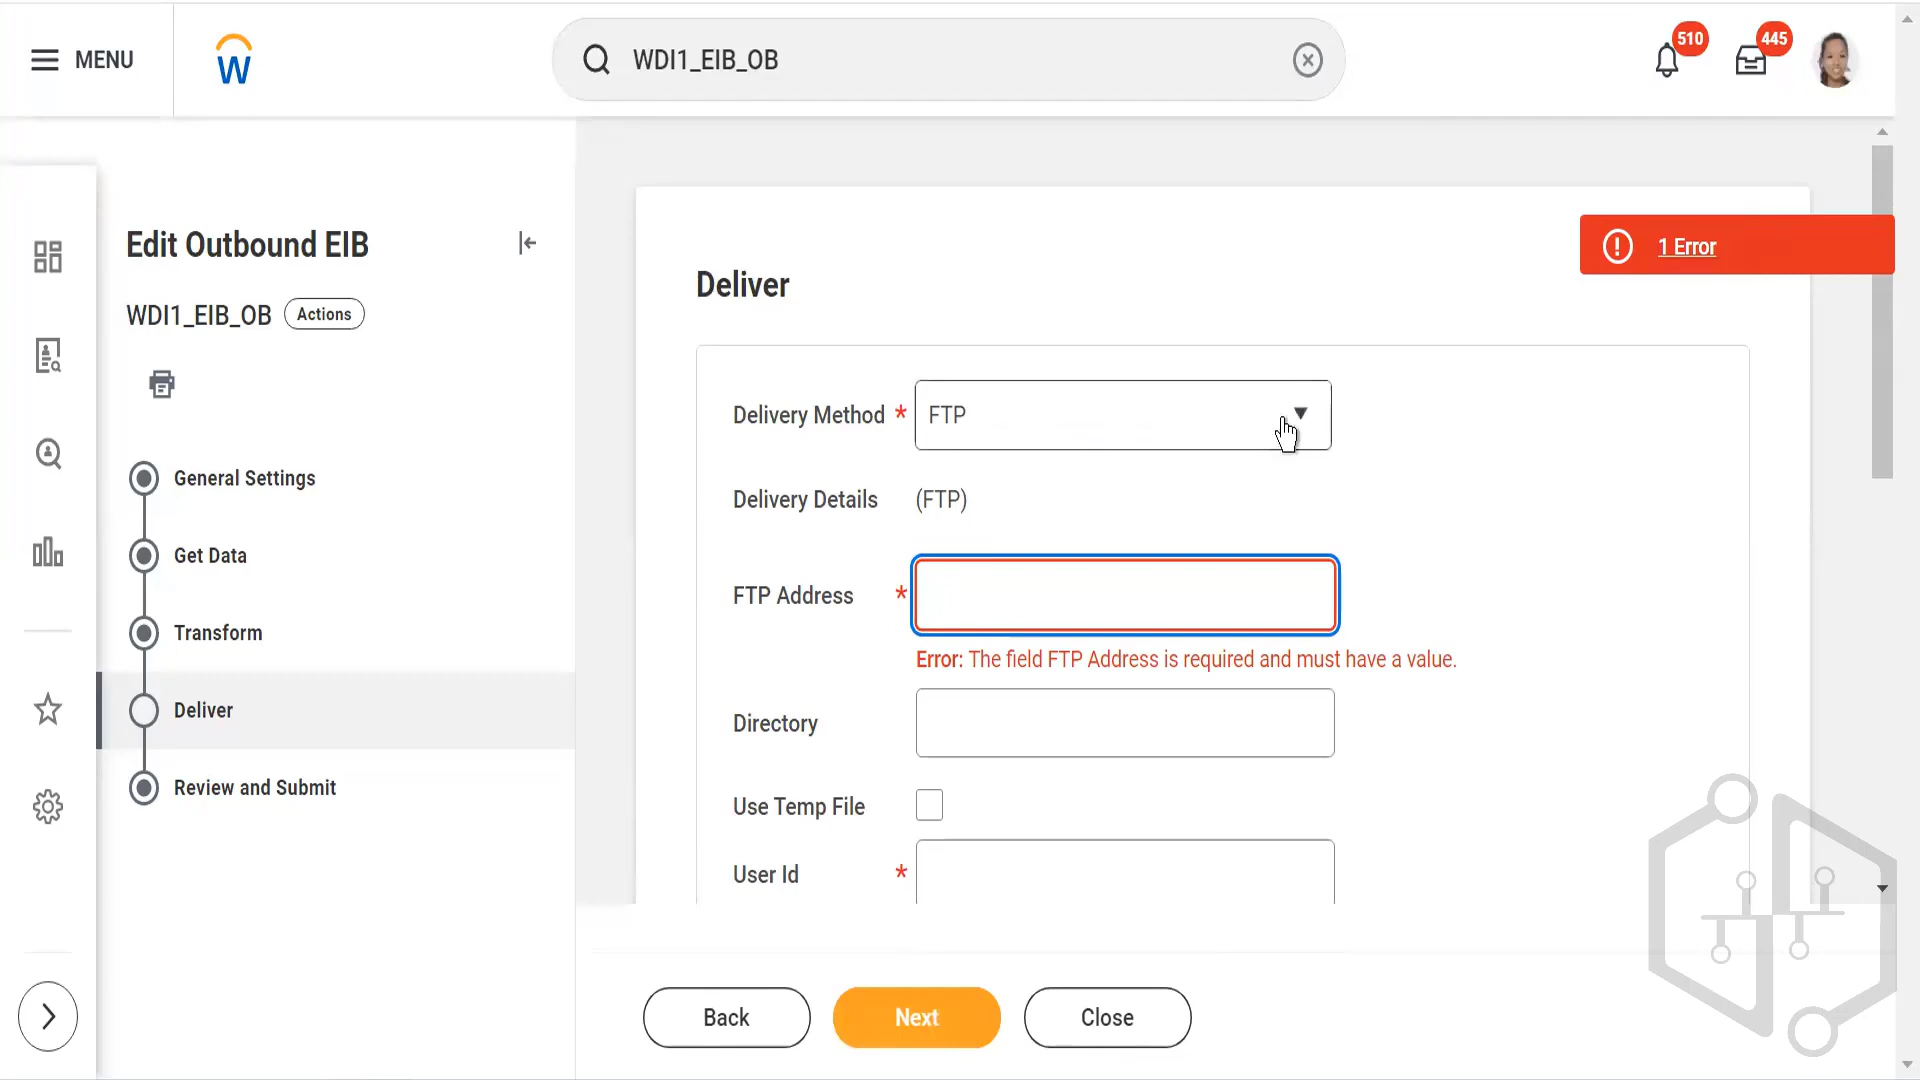 MENU
W
WDI1_EIB_OB
510
445
Edit Outbound EIB
WDI1_EIB_OB
Actions
General Settings
Get Data
Transform
Deliver
Review and Submit
1 Error
Deliver
Delivery Method *
FTP
Delivery Details
(FTP)
FTP Address *
Error: The field FTP Address is required and must have a value.
Directory
Use Temp File
User Id *
Back
Next
Close